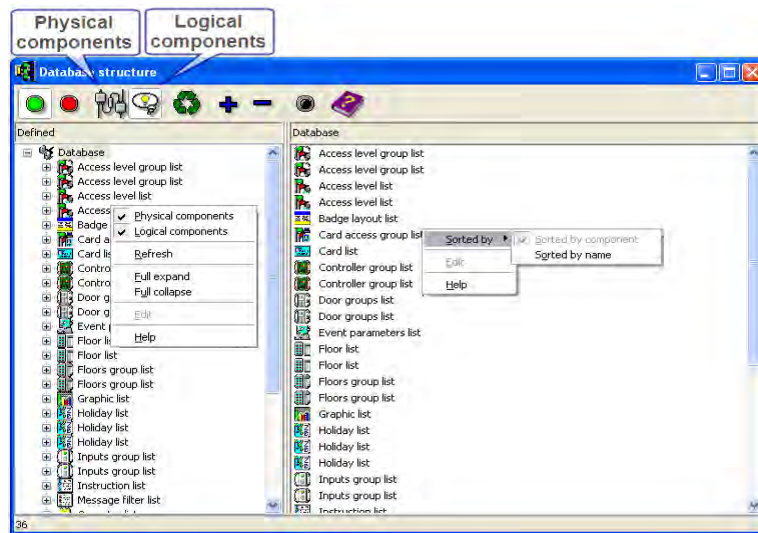 Physical components
Logical components
Database structure
Defined
Database
Database
Access level group list
Access level group list
Access level list
Access
Badge
Card a
Card lis
Contro
Contro
Door g
Door g
Event p
Floor lis
Floor list
Floors group list
Floors group list
Graphic list
Holiday list
Holiday list
Holiday list
Inputs group list
Inputs group list
Instruction list
Message filter list
Physical components
Logical components
Refresh
Full expand
Full collapse
Edit
Help
Access level group list
Access level group list
Access level list
Access level list
Badge layout list
Card access group list
Card list
Controller group list
Controller group list
Door groups list
Door groups list
Event parameters list
Floor list
Floor list
Floors group list
Floors group list
Graphic list
Holiday list
Holiday list
Holiday list
Inputs group list
Inputs group list
Instruction list
Sorted by
Edit
Help
Sorted by component
Sorted by name
36